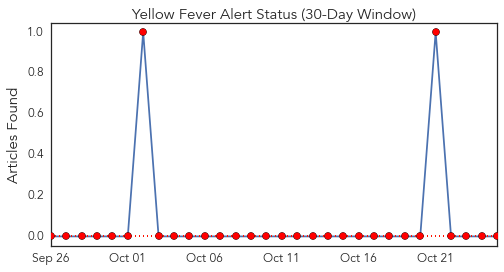 Yellow Fever Alert Status (30-Day Window)
Articles Found
1.0
0.8
0.6
0.4
0.2
0.0
Sep 26 Oct 01 Oct 06 Oct 11 Oct 16 Oct 21